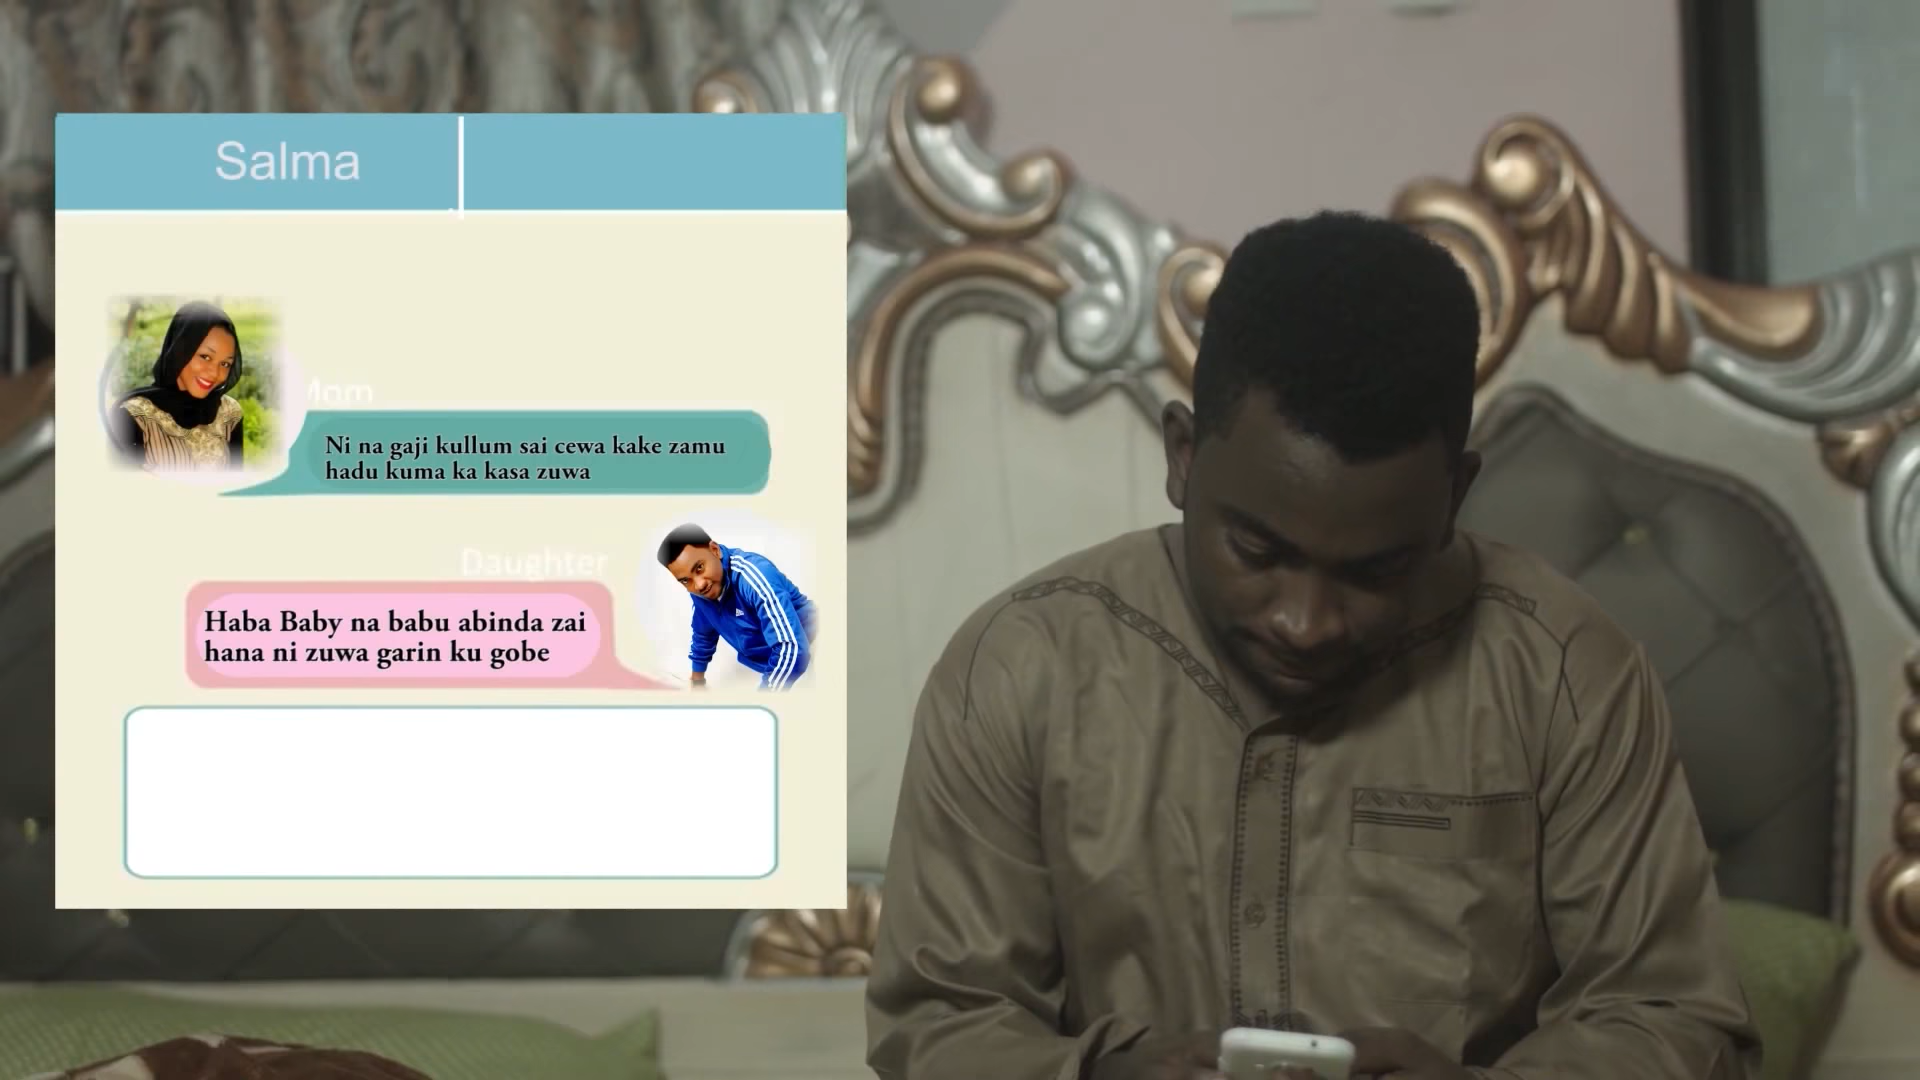 Salma
Mom
Ni na gaji kullum sai cewa kake zamu
hadu kuma ka kasa zuwa
Daughter
Haba Baby na babu abinda zai
hana ni zuwa garin ku gobe